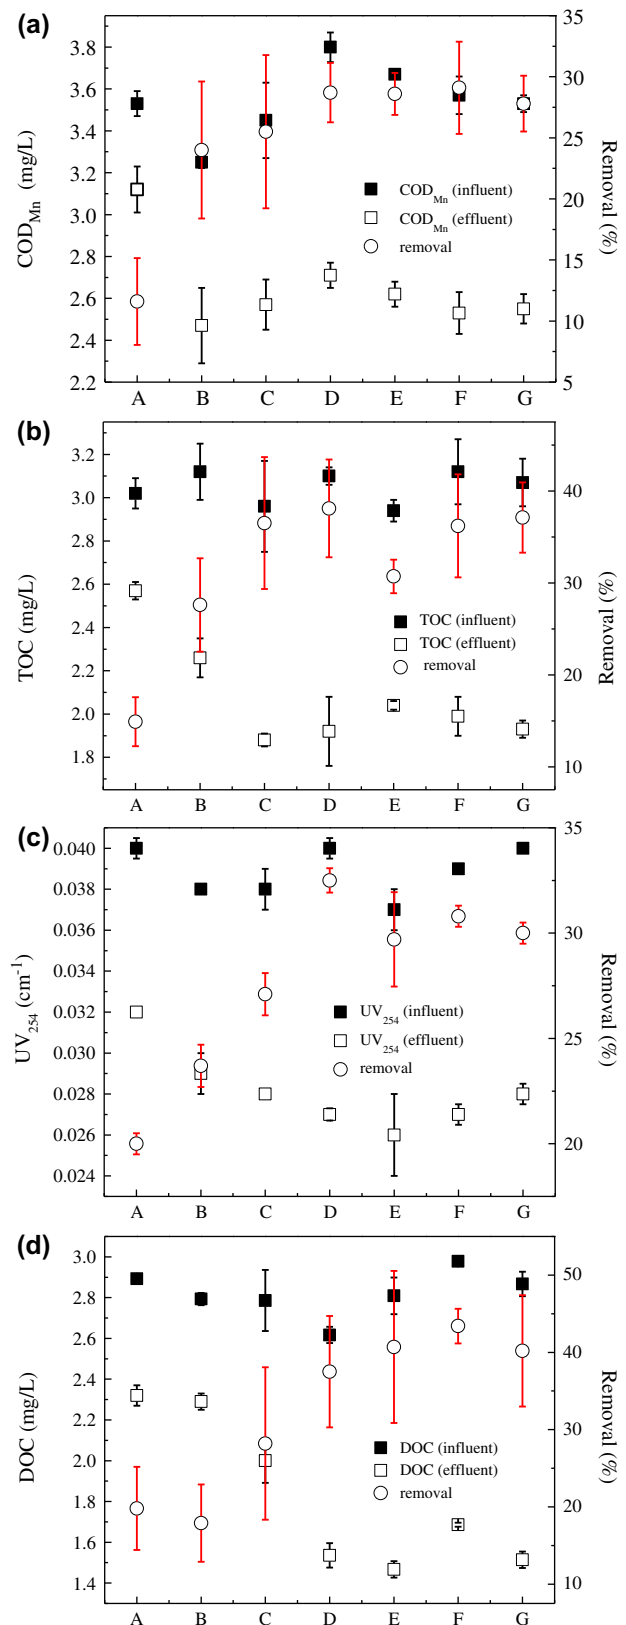 (a)
COD_Mn (mg/L)
3.8
3.6
3.4
3.2
3.0
2.8
2.6
2.4
2.2
35
30
25
20
15
10
5
Removal (%)
COD_Mn (influent)
COD_Mn (effluent)
removal
A B C D E F G
(b)
TOC (mg/L)
3.2
3.0
2.8
2.6
2.4
2.2
2.0
1.8
40
30
20
10
Removal (%)
TOC (influent)
TOC (effluent)
removal
A B C D E F G
(c)
UV_254 (cm^-1)
0.040
0.038
0.036
0.034
0.032
0.030
0.028
0.026
0.024
35
30
25
20
Removal (%)
UV_254 (influent)
UV_254 (effluent)
removal
A B C D E F G
(d)
DOC (mg/L)
3.0
2.8
2.6
2.4
2.2
2.0
1.8
1.6
1.4
50
40
30
20
10
Removal (%)
DOC (influent)
DOC (effluent)
removal
A B C D E F G